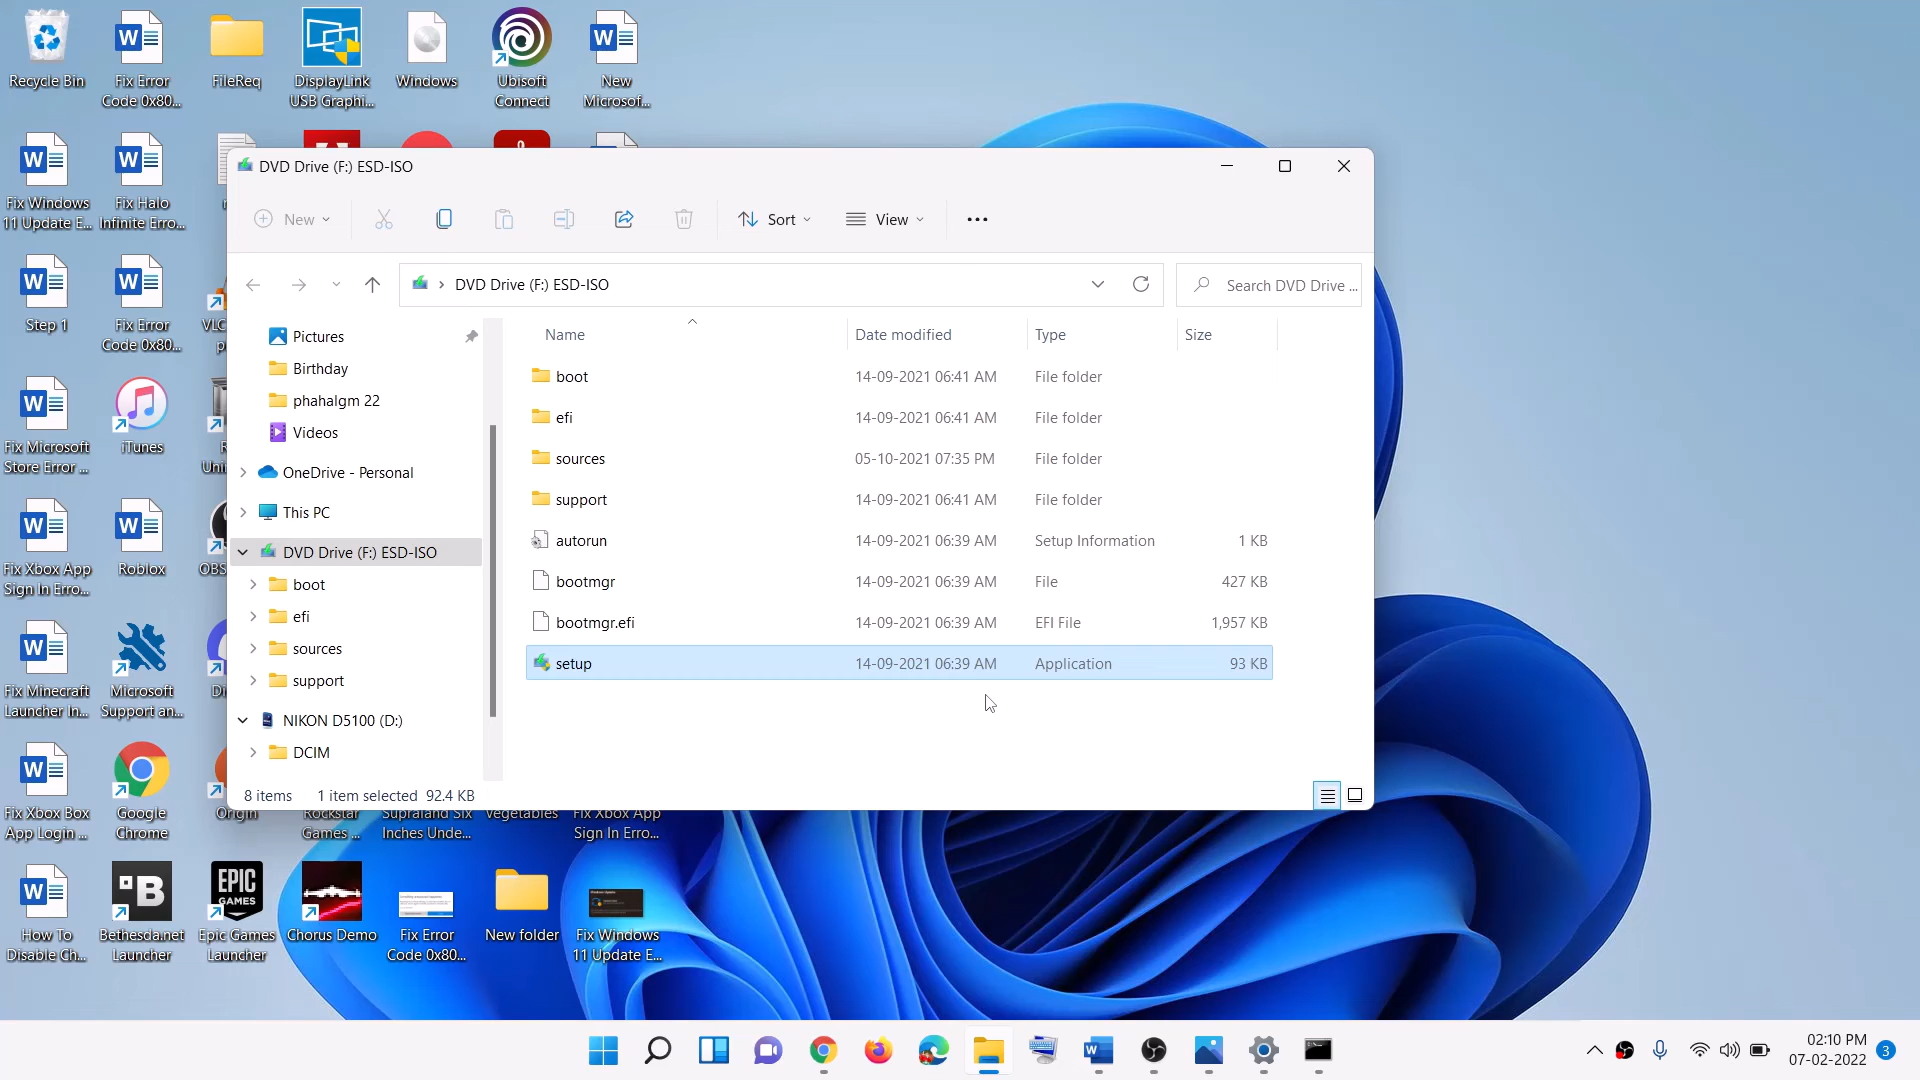 Recycle Bin
Fix Error
Code 0x80...
FileReq
DisplayLink
USB Graphi...
Windows
Ubisoft
Connect
New
Microsof...
Fix Windows
11 Update E...
Fix Halo
Infinite Erro...
Step 1
Fix Error
Code 0x80...
VLC
Fix Microsoft
Store Error ...
iTunes
Fix Xbox App
Sign In Erro...
Roblox
OBS
Fix Minecraft
Launcher In...
Microsoft
Support an...
Fix Xbox Box
App Login ...
Google
Chrome
Origin
Rockstar
Games ...
Supraland Six
Inches Unde...
Vegetables
Fix Xbox App
Sign In Erro...
How To
Disable Ch...
Bethesda.net
Launcher
EPIC
GAMES
Epic Games
Launcher
Chorus Demo
Fix Error
Code 0x80...
New folder
Fix Windows
11 Update E...
DVD Drive (F:) ESD-ISO
New
Sort
View
DVD Drive (F:) ESD-ISO
Search DVD Drive ...
Pictures
Birthday
phahalgm 22
Videos
OneDrive - Personal
This PC
DVD Drive (F:) ESD-ISO
boot
efi
sources
support
NIKON D5100 (D:)
DCIM
Name Date modified Type Size
boot 14-09-2021 06:41 AM File folder
efi 14-09-2021 06:41 AM File folder
sources 05-10-2021 07:35 PM File folder
support 14-09-2021 06:41 AM File folder
autorun 14-09-2021 06:39 AM Setup Information 1 KB
bootmgr 14-09-2021 06:39 AM File 427 KB
bootmgr.efi 14-09-2021 06:39 AM EFI File 1,957 KB
setup 14-09-2021 06:39 AM Application 93 KB
8 items 1 item selected 92.4 KB
02:10 PM
07-02-2022
3